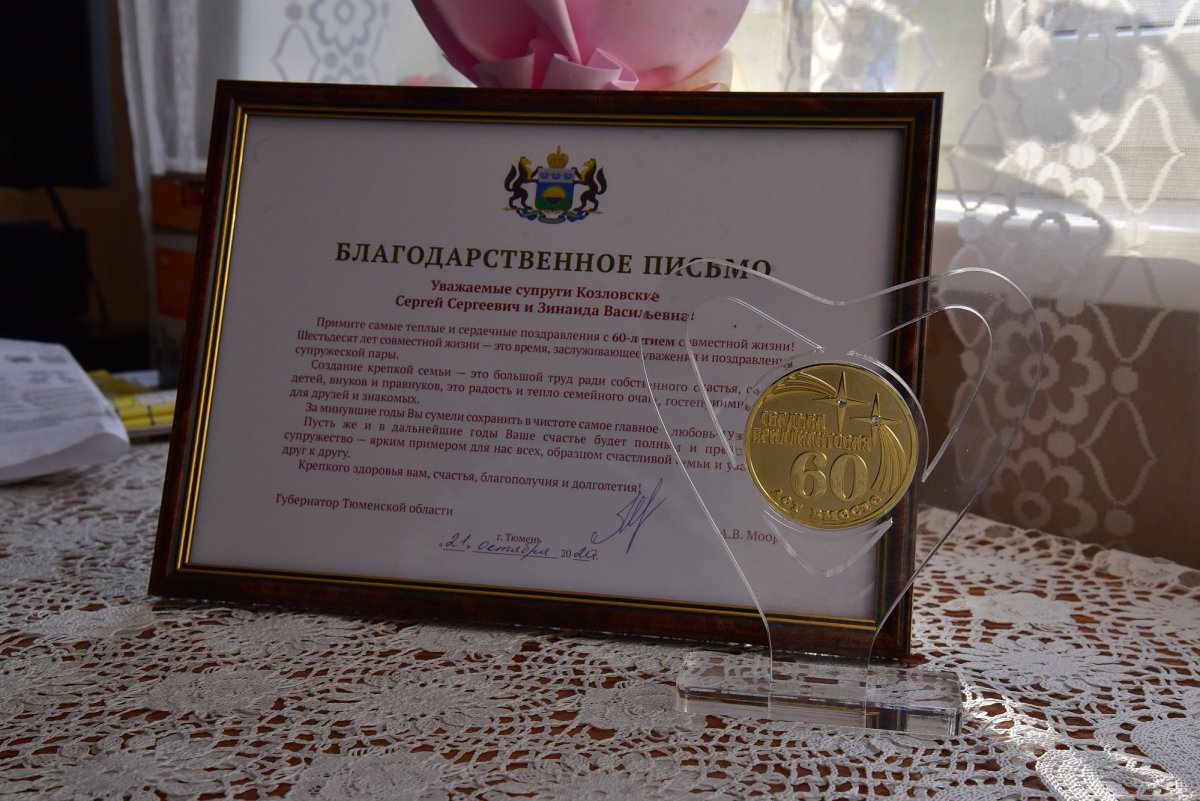 БЛАГОДАРСТВЕННОЕ ПИСЬМО
Уважаемые супруги Козловские
Сергей Сергеевич и Зинаида Васильевна!
Примите самые теплые и сердечные поздравления с 60-летием совместной жизни!
Шестьдесят лет совместной жизни — это время, заслуживающее уважения и поздравления
супружеской пары.
Создание крепкой семьи — это большой труд ради собственного счастья,
детей, внуков и правнуков, это радость и тепло семейного очага,
для друзей и знакомых.
За минувшие годы Вы сумели сохранить в чистоте самое главное – любовь
Пусть же и в дальнейшие годы Ваше счастье будет полным и
супружество — ярким примером для нас всех, образцом счастливой семьи и
друг к другу.
Крепкого здоровья вам, счастья, благополучия и долголетия!
Губернатор Тюменской области
А.В. Моор
г. Тюмень
„21„ октября 2020г.
СВАДЬБА
БРИЛЛИАНТОВАЯ
60
ЛЕТ ВМЕСТЕ